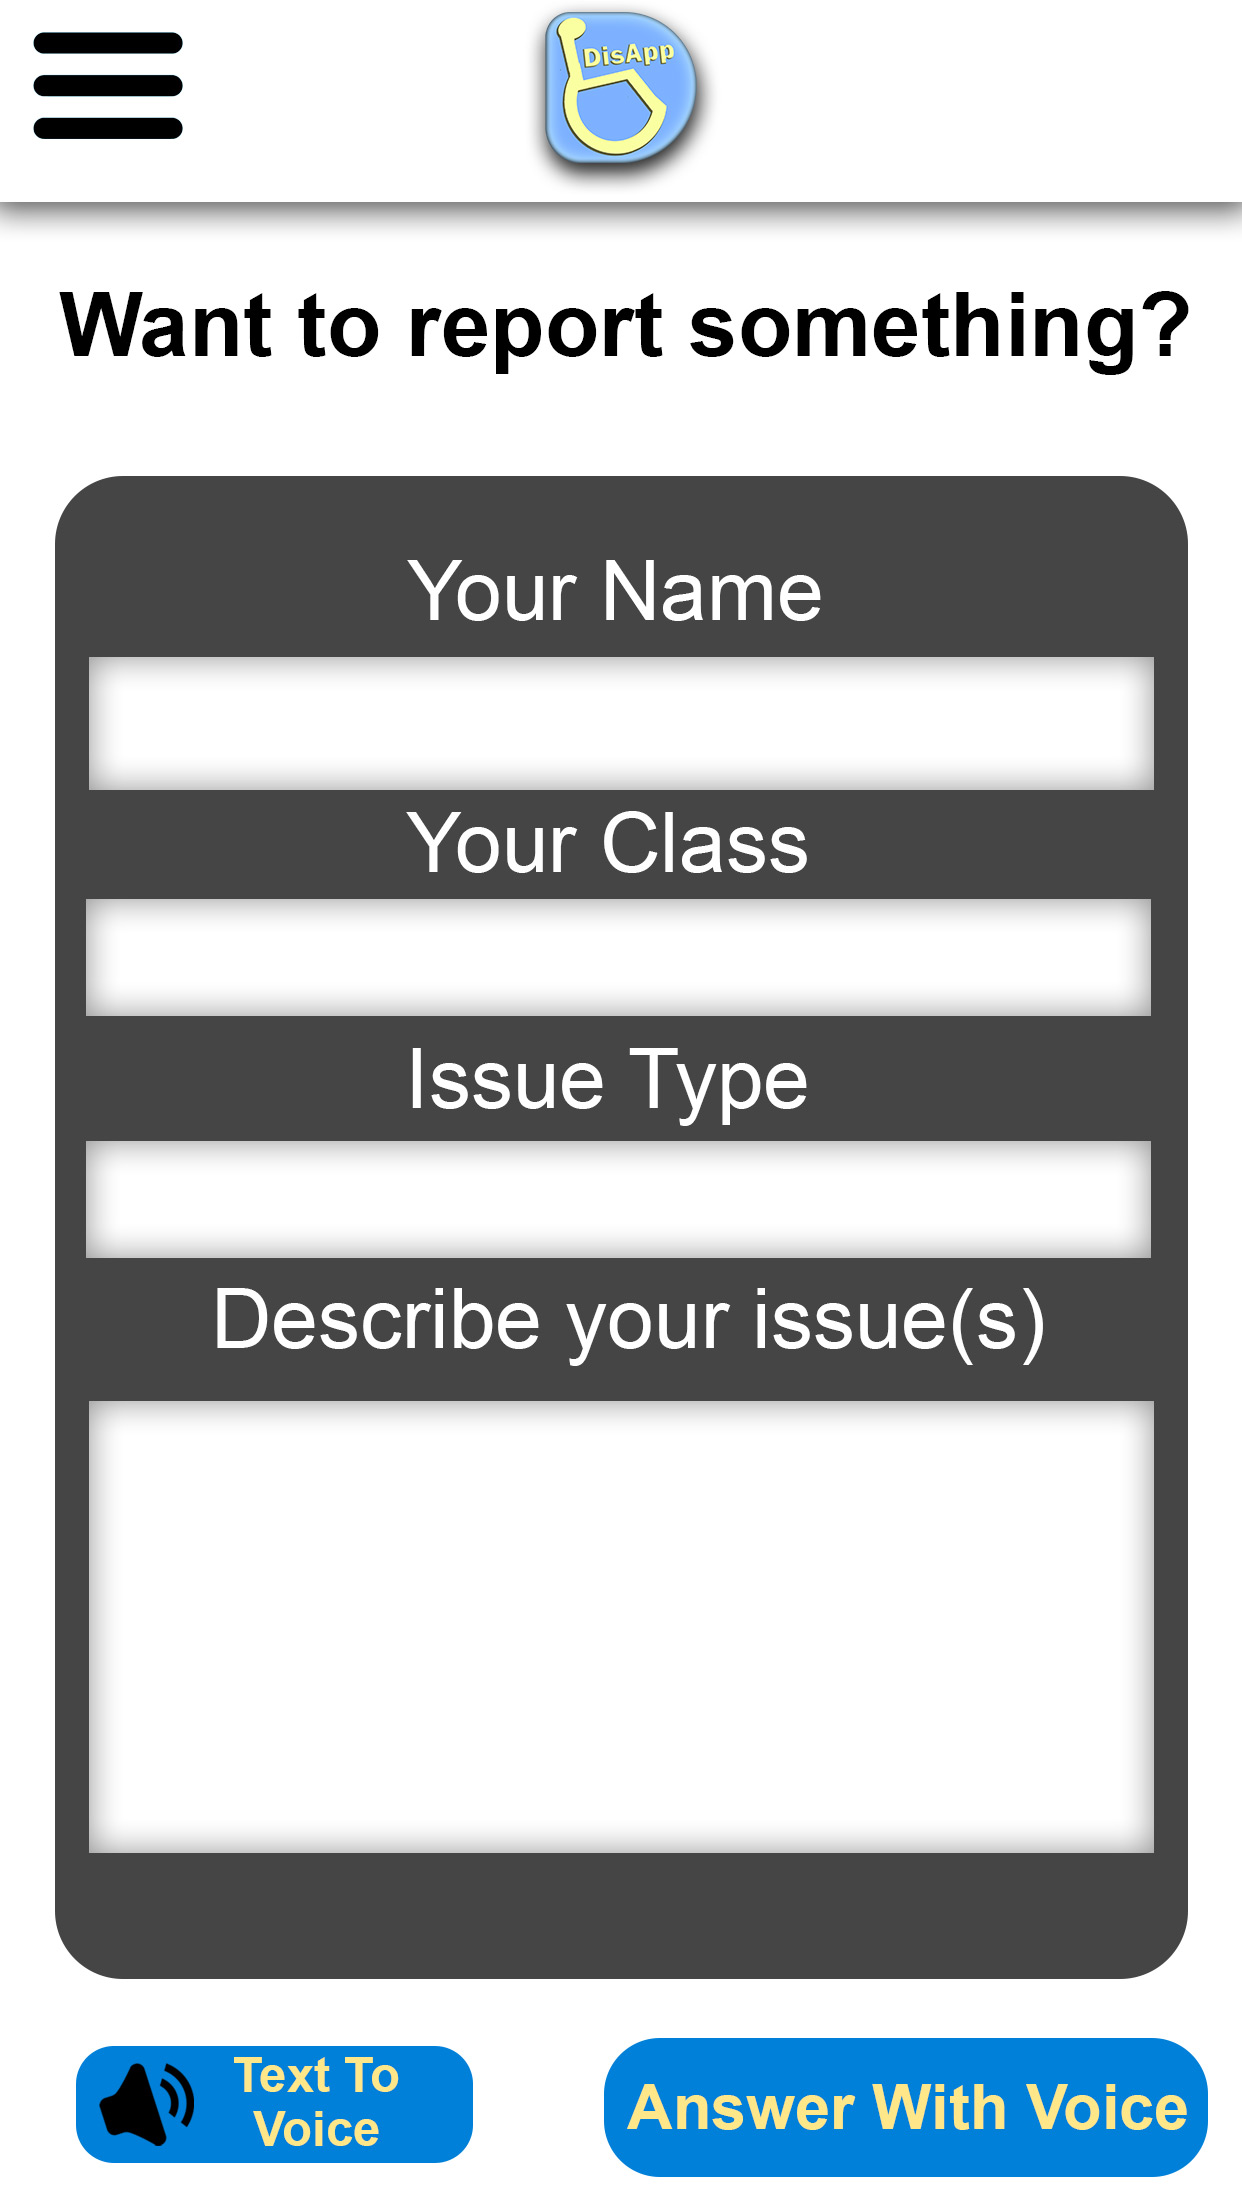 DisApp
Want to report something?
Your Name
Your Class
Issue Type
Describe your issue(s)
Text To
Voice
Answer With Voice